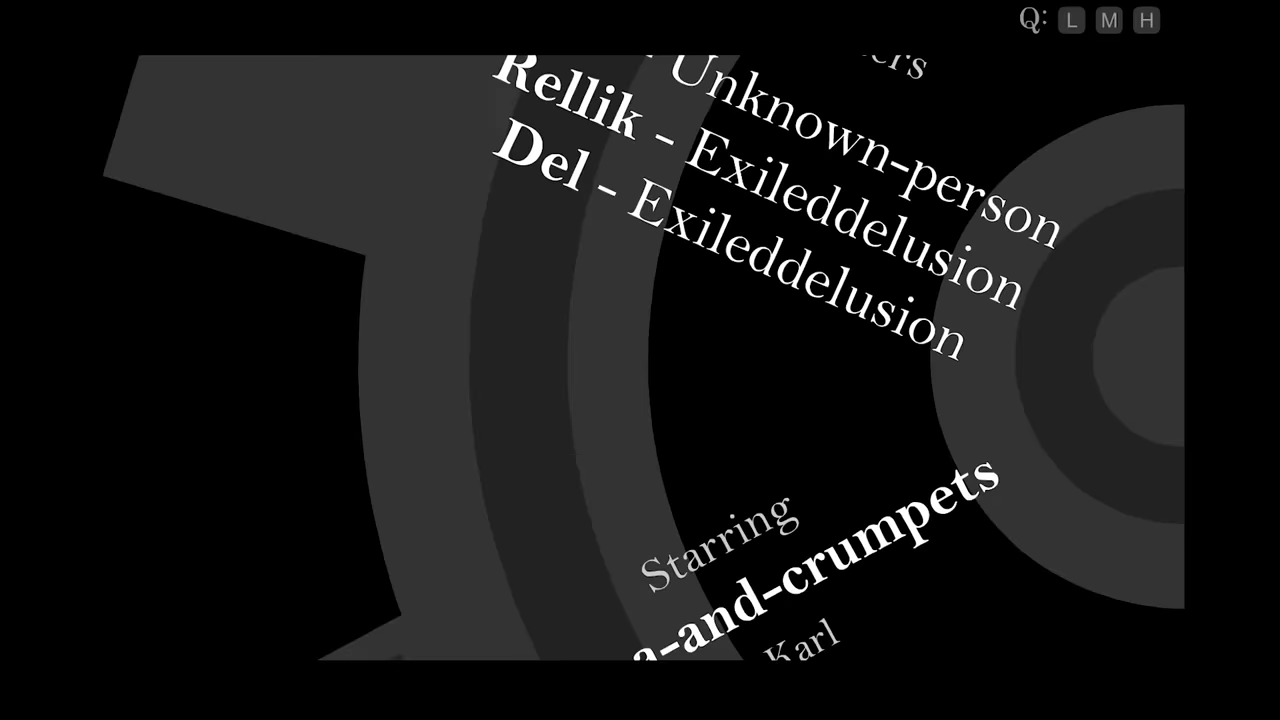 Q: L M H
- Unknown-person
Rellik - Exileddelusion
Del - Exileddelusion
Starring
a-and-crumpets
Karl